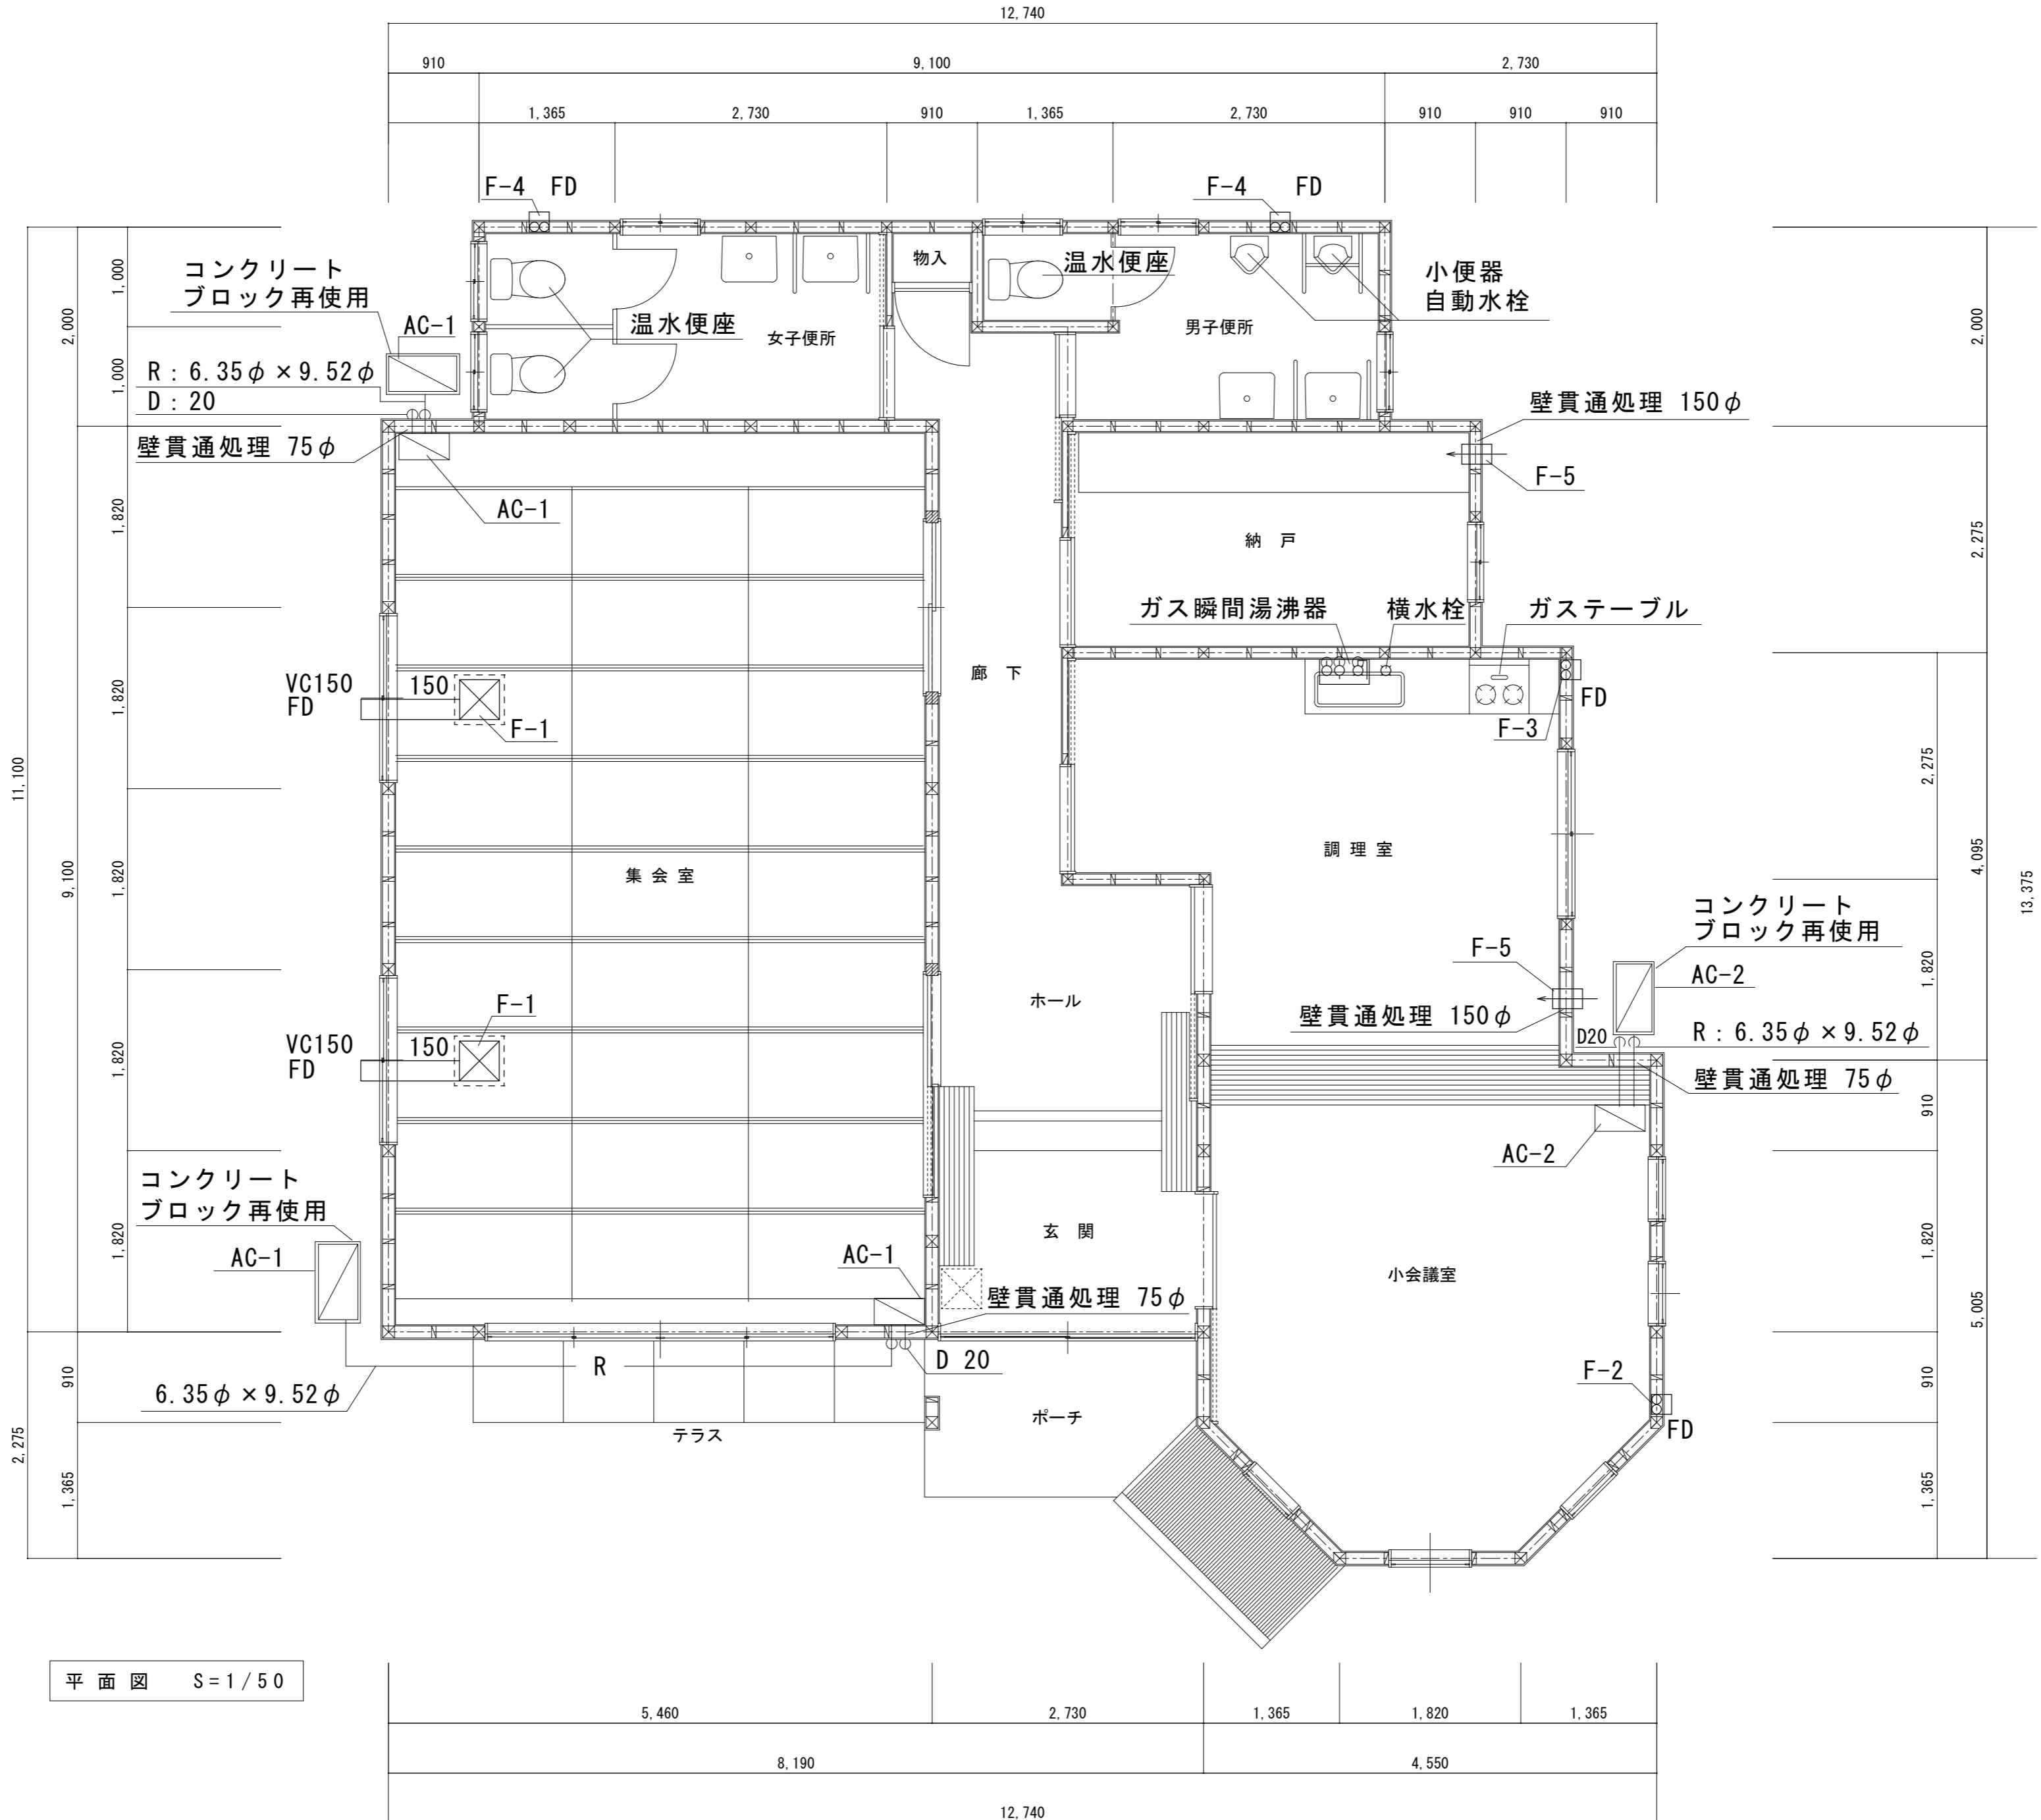 12,740
910 9,100 2,730
1,365 2,730 910 1,365 2,730 910 910 910
F-4 FD
F-4 FD
コンクリート
ブロック再使用
AC-1
R : 6.35φ × 9.52φ
D : 20
壁貫通処理 75φ
AC-1
温水便座
女子便所
物入
温水便座
男子便所
小便器
自動水栓
壁貫通処理 150φ
F-5
納 戸
ガス瞬間湯沸器
横水栓
ガステーブル
廊 下
VC150
FD
150
F-1
FD
F-3
集 会 室
調 理 室
コンクリート
ブロック再使用
AC-2
F-5
ホール
壁貫通処理 150φ
D20
R : 6.35φ × 9.52φ
壁貫通処理 75φ
AC-2
F-1
VC150
FD
150
コンクリート
ブロック再使用
AC-1
AC-1
玄 関
壁貫通処理 75φ
小会議室
R
D 20
6.35φ × 9.52φ
F-2
FD
ポーチ
テラス
1,000
1,000
2,000
1,820
1,820
1,820
1,820
1,820
9,100
11,100
910
1,365
2,275
2,000
2,275
2,275
1,820
4,095
13,375
910
1,820
910
1,365
5,005
平 面 図 S=1/50
5,460 2,730 1,365 1,820 1,365
8,190 4,550
12,740